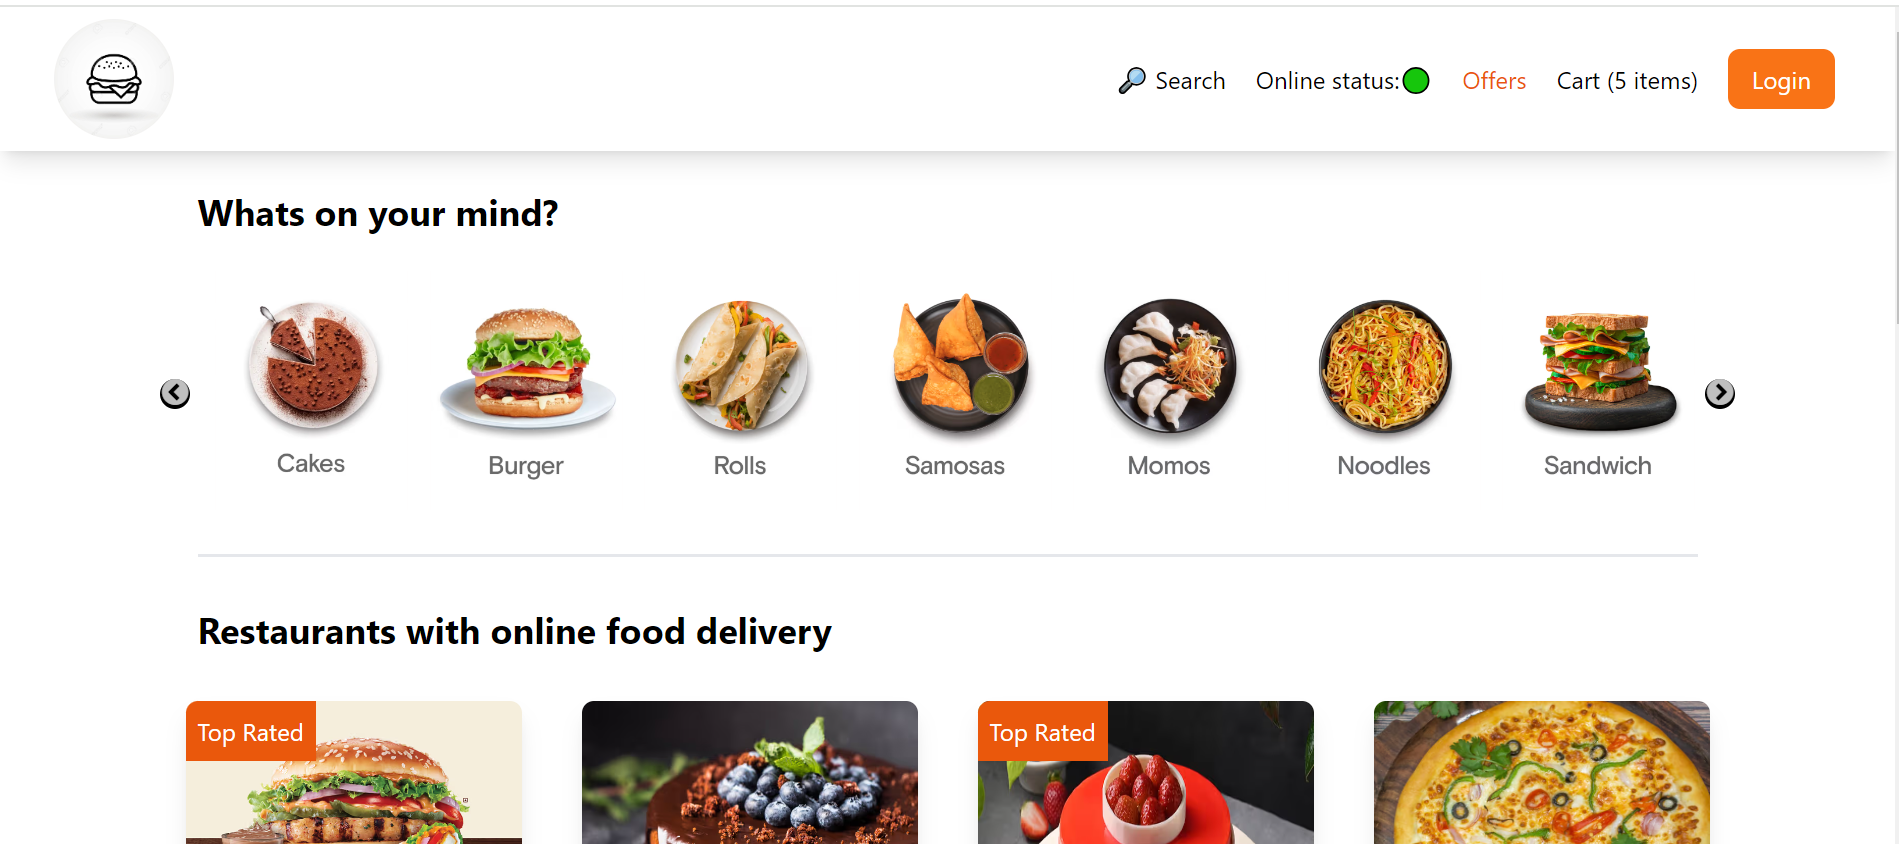 Search Online status: Offers Cart (5 items) Login
Whats on your mind?
Cakes Burger Rolls Samosas Momos Noodles Sandwich
Restaurants with online food delivery
Top Rated Top Rated